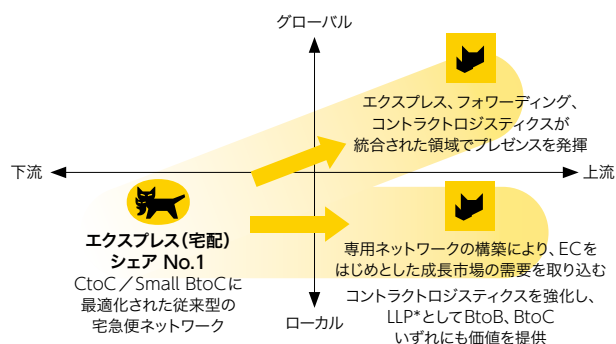 グローバル
エクスプレス、フォワーディング、
コントラクトロジスティクスが
統合された領域でプレゼンスを発揮
下流
上流
エクスプレス(宅配)
シェア No.1
CtoC／Small BtoCに
最適化された従来型の
宅急便ネットワーク
専用ネットワークの構築により、ECを
はじめとした成長市場の需要を取り込む
コントラクトロジスティクスを強化し、
LLP*としてBtoB、BtoC
いずれにも価値を提供
ローカル